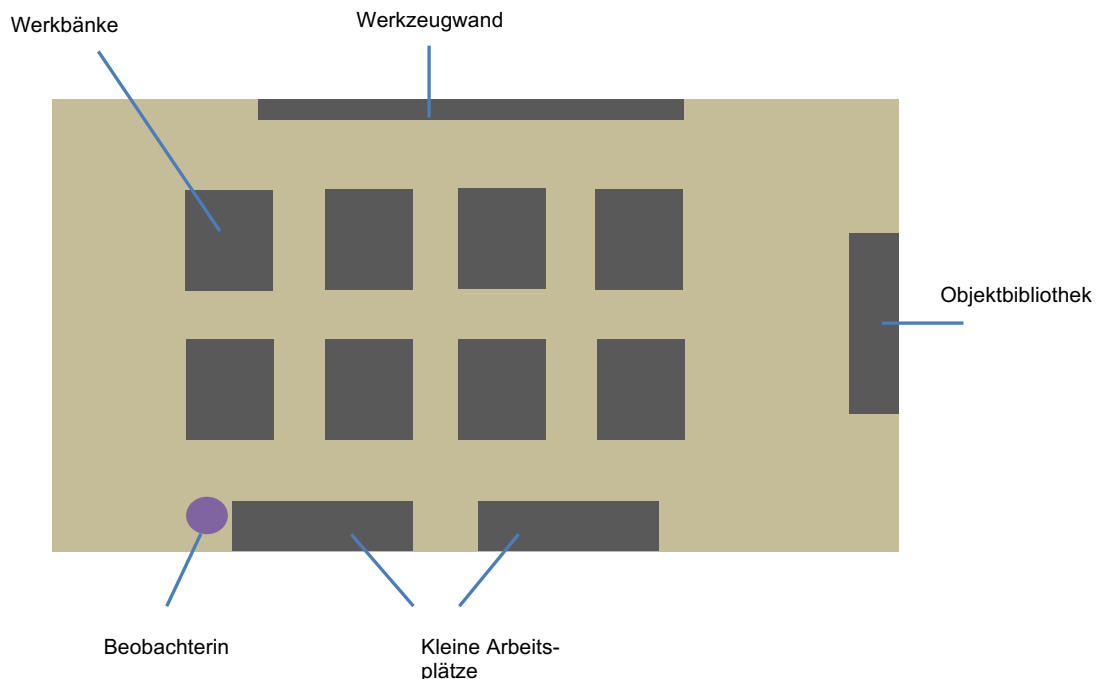 Werkbänke
Werkzeugwand
Objektbibliothek
Beobachterin
Kleine Arbeits-
plätze